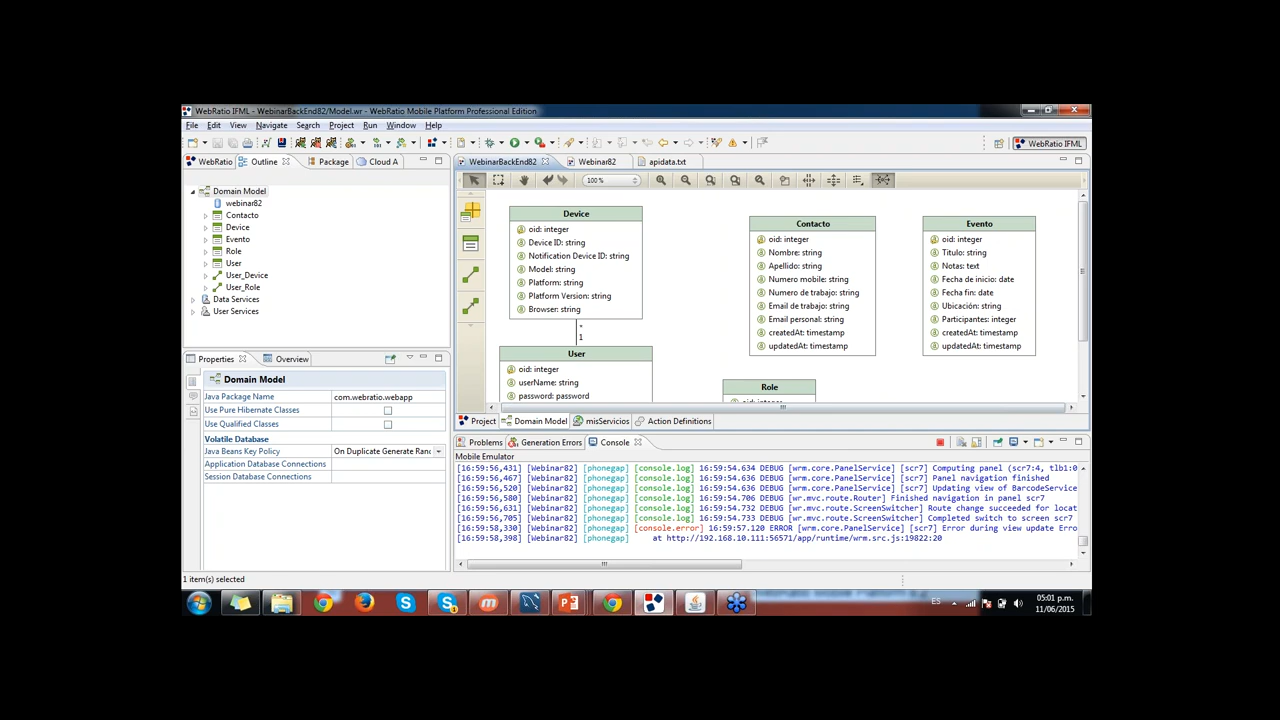 WebRatio IFML - WebinarBackEnd82/Model.wr - WebRatio Mobile Platform Professional Edition
File Edit View Navigate Search Project Run Window Help
WebRatio IFML
WebRatio Outline Package Cloud A
WebinarBackEnd82 Webinar82 apidata.txt
100%
Domain Model
webinar82
Contacto
Device
Evento
Role
User
User_Device
User_Role
Data Services
User Services
Device
oid: integer
Device ID: string
Notification Device ID: string
Model: string
Platform: string
Platform Version: string
Browser: string
*
1
User
oid: integer
userName: string
password: password
Contacto
oid: integer
Nombre: string
Apellido: string
Numero mobile: string
Numero de trabajo: string
Email de trabajo: string
Email personal: string
createdAt: timestamp
updatedAt: timestamp
Evento
oid: integer
Titulo: string
Notas: text
Fecha de inicio: date
Fecha fin: date
Ubicación: string
Participantes: integer
createdAt: timestamp
updatedAt: timestamp
Role
Project Domain Model misServicios Action Definitions
Properties Overview
Domain Model
Java Package Name com.webratio.webapp
Use Pure Hibernate Classes
Use Qualified Classes
Volatile Database
Java Beans Key Policy On Duplicate Generate Ranc
Application Database Connections
Session Database Connections
Problems Generation Errors Console
Mobile Emulator
[16:59:56,431] [Webinar82] [phonegap] [console.log] 16:59:54.634 DEBUG [wrm.core.PanelService] [scr7] Computing panel (scr7:4, tlb1:0
[16:59:56,467] [Webinar82] [phonegap] [console.log] 16:59:54.636 DEBUG [wrm.core.PanelService] [scr7] Panel navigation finished
[16:59:56,520] [Webinar82] [phonegap] [console.log] 16:59:54.636 DEBUG [wrm.core.PanelService] [scr7] Updating view of BarcodeService
[16:59:56,580] [Webinar82] [phonegap] [console.log] 16:59:54.706 DEBUG [wr.mvc.route.Router] Finished navigation in panel scr7
[16:59:56,631] [Webinar82] [phonegap] [console.log] 16:59:54.732 DEBUG [wr.mvc.route.ScreenSwitcher] Route change succeeded for locat
[16:59:56,705] [Webinar82] [phonegap] [console.log] 16:59:54.733 DEBUG [wr.mvc.route.ScreenSwitcher] Completed switch to screen scr7
[16:59:58,330] [Webinar82] [phonegap] [console.error] 16:59:57.120 ERROR [wrm.core.PanelService] [scr7] Error during view update Erro
[16:59:58,398] [Webinar82] [phonegap] at http://192.168.10.111:56571/app/runtime/wrm.src.js:19822:20
1 item(s) selected
ES
05:01 p.m.
11/06/2015